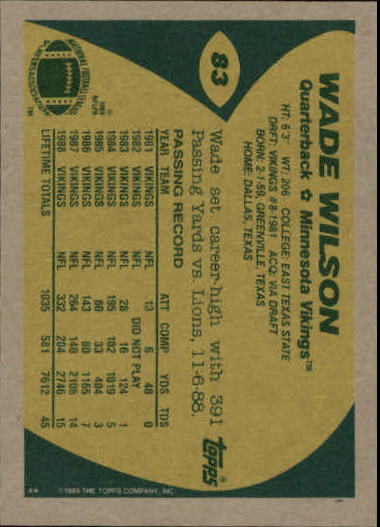 83
WADE WILSON
Quarterback ✿ Minnesota Vikings™
HT: 6'3" WT: 206 COLLEGE: EAST TEXAS STATE
DRFT: VIKINGS #8-1981 ACQ: VIA DRAFT
BORN: 2-1-59, GREENVILLE, TEXAS
HOME: DALLAS, TEXAS
Wade set career-high with 391
Passing Yards vs. Lions, 11-6-88.
Topps
PASSING RECORD
YEAR TEAM ATT COMP YDS TDS
1981 VIKINGS NFL 13 6 48 0
1982 VIKINGS NFL DID NOT PLAY
1983 VIKINGS NFL 28 16 124 1
1984 VIKINGS NFL 195 102 1019 5
1985 VIKINGS NFL 60 33 404 3
1986 VIKINGS NFL 143 80 1165 7
1987 VIKINGS NFL 264 140 2106 14
1988 VIKINGS NFL 332 204 2746 15
LIFETIME TOTALS 1035 581 7612 45
NATIONAL FOOTBALL LEAGUE
PLAYERS ASSOCIATION
TM
© 1989 THE TOPPS COMPANY, INC.